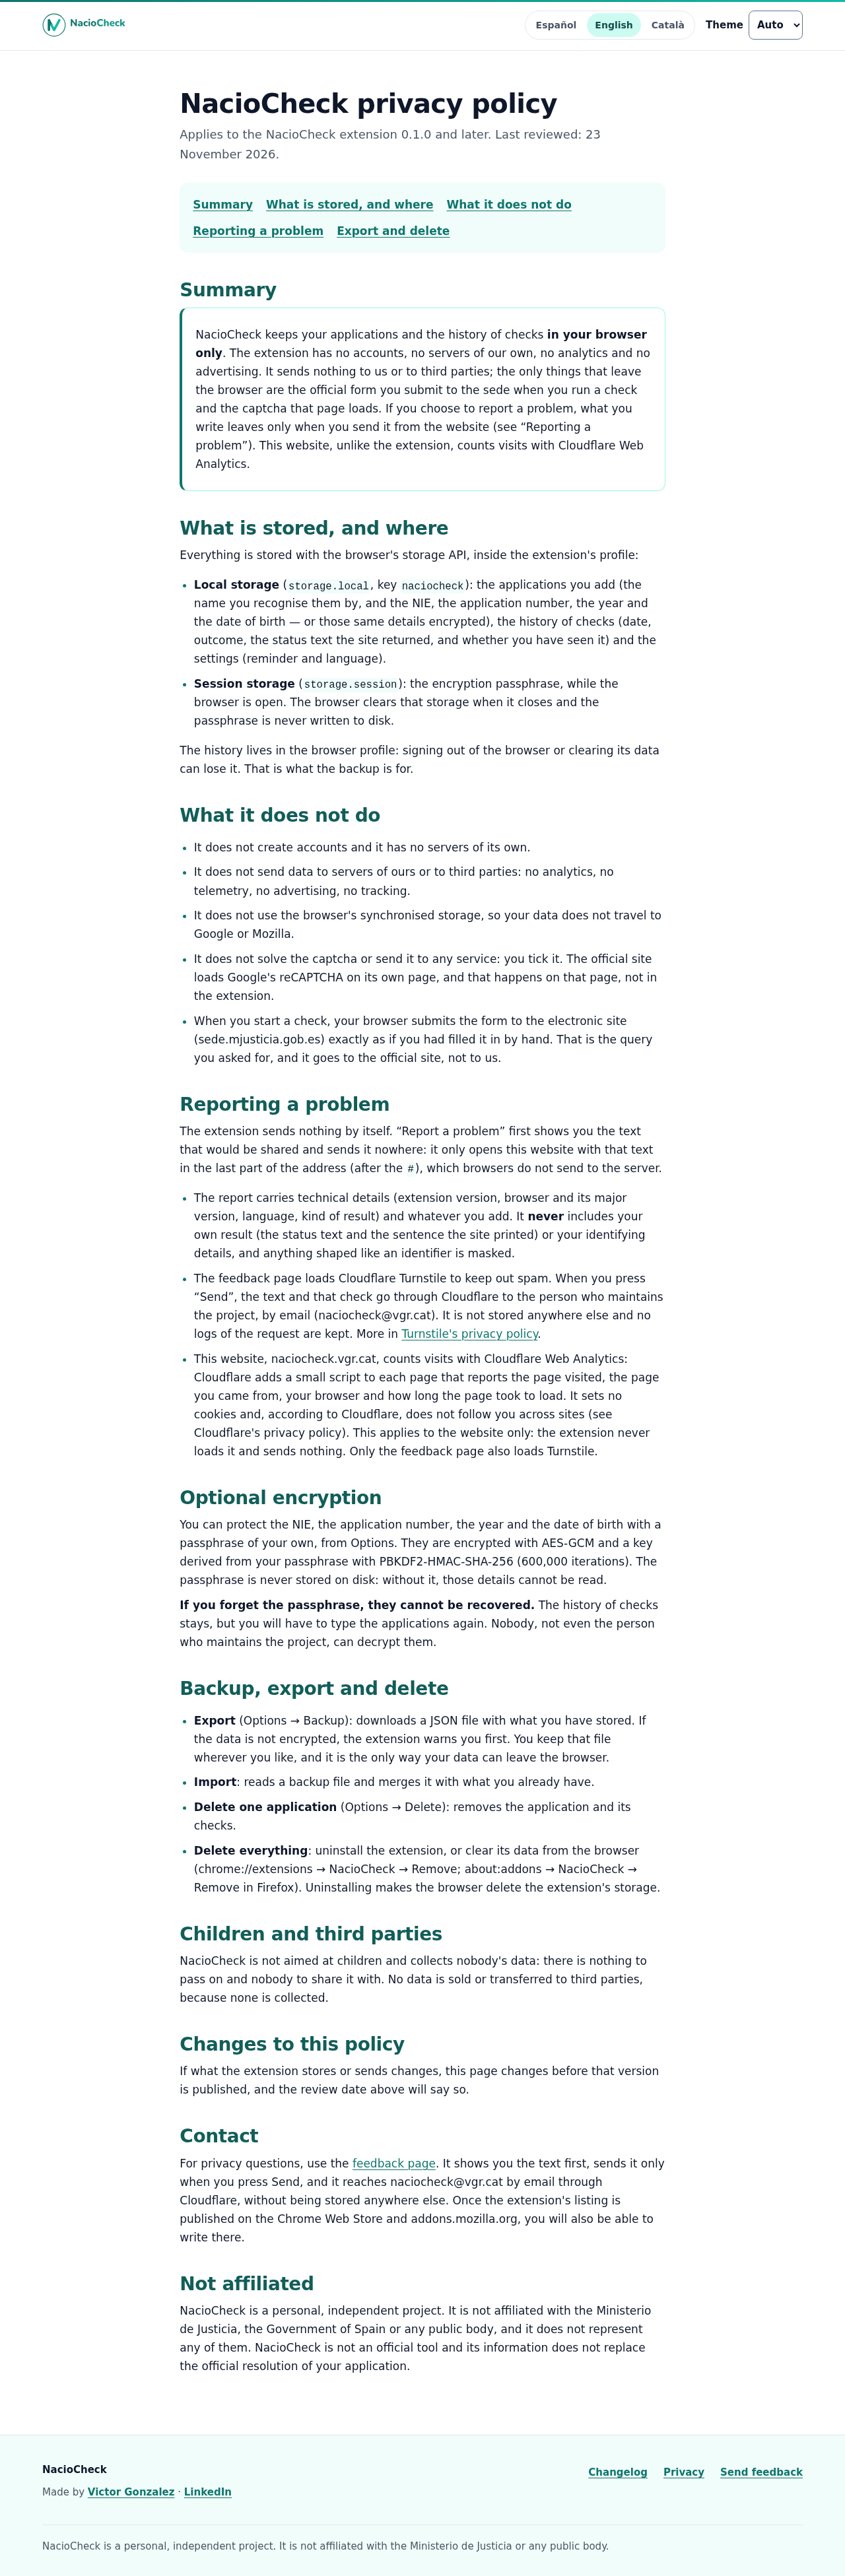 NacioCheck
Español English Català Theme Auto
NacioCheck privacy policy
Applies to the NacioCheck extension 0.1.0 and later. Last reviewed: 23
November 2026.
Summary What is stored, and where What it does not do
Reporting a problem Export and delete
Summary
NacioCheck keeps your applications and the history of checks in your browser
only. The extension has no accounts, no servers of our own, no analytics and no
advertising. It sends nothing to us or to third parties; the only things that leave
the browser are the official form you submit to the sede when you run a check
and the captcha that page loads. If you choose to report a problem, what you
write leaves only when you send it from the website (see “Reporting a
problem”). This website, unlike the extension, counts visits with Cloudflare Web
Analytics.
What is stored, and where
Everything is stored with the browser's storage API, inside the extension's profile:
• Local storage (storage.local, key naciocheck): the applications you add (the
name you recognise them by, and the NIE, the application number, the year and
the date of birth — or those same details encrypted), the history of checks (date,
outcome, the status text the site returned, and whether you have seen it) and the
settings (reminder and language).
• Session storage (storage.session): the encryption passphrase, while the
browser is open. The browser clears that storage when it closes and the
passphrase is never written to disk.
The history lives in the browser profile: signing out of the browser or clearing its data
can lose it. That is what the backup is for.
What it does not do
• It does not create accounts and it has no servers of its own.
• It does not send data to servers of ours or to third parties: no analytics, no
telemetry, no advertising, no tracking.
• It does not use the browser's synchronised storage, so your data does not travel to
Google or Mozilla.
• It does not solve the captcha or send it to any service: you tick it. The official site
loads Google's reCAPTCHA on its own page, and that happens on that page, not in
the extension.
• When you start a check, your browser submits the form to the electronic site
(sede.mjusticia.gob.es) exactly as if you had filled it in by hand. That is the query
you asked for, and it goes to the official site, not to us.
Reporting a problem
The extension sends nothing by itself. “Report a problem” first shows you the text
that would be shared and sends it nowhere: it only opens this website with that text
in the last part of the address (after the #), which browsers do not send to the server.
• The report carries technical details (extension version, browser and its major
version, language, kind of result) and whatever you add. It never includes your
own result (the status text and the sentence the site printed) or your identifying
details, and anything shaped like an identifier is masked.
• The feedback page loads Cloudflare Turnstile to keep out spam. When you press
“Send”, the text and that check go through Cloudflare to the person who maintains
the project, by email (naciocheck@vgr.cat). It is not stored anywhere else and no
logs of the request are kept. More in Turnstile's privacy policy.
• This website, naciocheck.vgr.cat, counts visits with Cloudflare Web Analytics:
Cloudflare adds a small script to each page that reports the page visited, the page
you came from, your browser and how long the page took to load. It sets no
cookies and, according to Cloudflare, does not follow you across sites (see
Cloudflare's privacy policy). This applies to the website only: the extension never
loads it and sends nothing. Only the feedback page also loads Turnstile.
Optional encryption
You can protect the NIE, the application number, the year and the date of birth with a
passphrase of your own, from Options. They are encrypted with AES-GCM and a key
derived from your passphrase with PBKDF2-HMAC-SHA-256 (600,000 iterations). The
passphrase is never stored on disk: without it, those details cannot be read.
If you forget the passphrase, they cannot be recovered. The history of checks
stays, but you will have to type the applications again. Nobody, not even the person
who maintains the project, can decrypt them.
Backup, export and delete
• Export (Options → Backup): downloads a JSON file with what you have stored. If
the data is not encrypted, the extension warns you first. You keep that file
wherever you like, and it is the only way your data can leave the browser.
• Import: reads a backup file and merges it with what you already have.
• Delete one application (Options → Delete): removes the application and its
checks.
• Delete everything: uninstall the extension, or clear its data from the browser
(chrome://extensions → NacioCheck → Remove; about:addons → NacioCheck →
Remove in Firefox). Uninstalling makes the browser delete the extension's storage.
Children and third parties
NacioCheck is not aimed at children and collects nobody's data: there is nothing to
pass on and nobody to share it with. No data is sold or transferred to third parties,
because none is collected.
Changes to this policy
If what the extension stores or sends changes, this page changes before that version
is published, and the review date above will say so.
Contact
For privacy questions, use the feedback page. It shows you the text first, sends it only
when you press Send, and it reaches naciocheck@vgr.cat by email through
Cloudflare, without being stored anywhere else. Once the extension's listing is
published on the Chrome Web Store and addons.mozilla.org, you will also be able to
write there.
Not affiliated
NacioCheck is a personal, independent project. It is not affiliated with the Ministerio
de Justicia, the Government of Spain or any public body, and it does not represent
any of them. NacioCheck is not an official tool and its information does not replace
the official resolution of your application.
NacioCheck
Changelog Privacy Send feedback
Made by Victor Gonzalez · LinkedIn
NacioCheck is a personal, independent project. It is not affiliated with the Ministerio de Justicia or any public body.